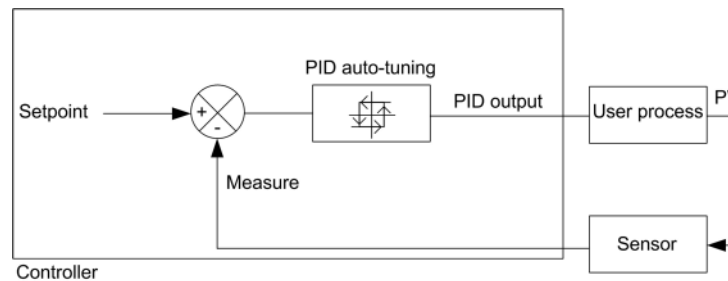 PID auto-tuning
Setpoint
+
-
PID output
User process
Measure
Sensor
Controller